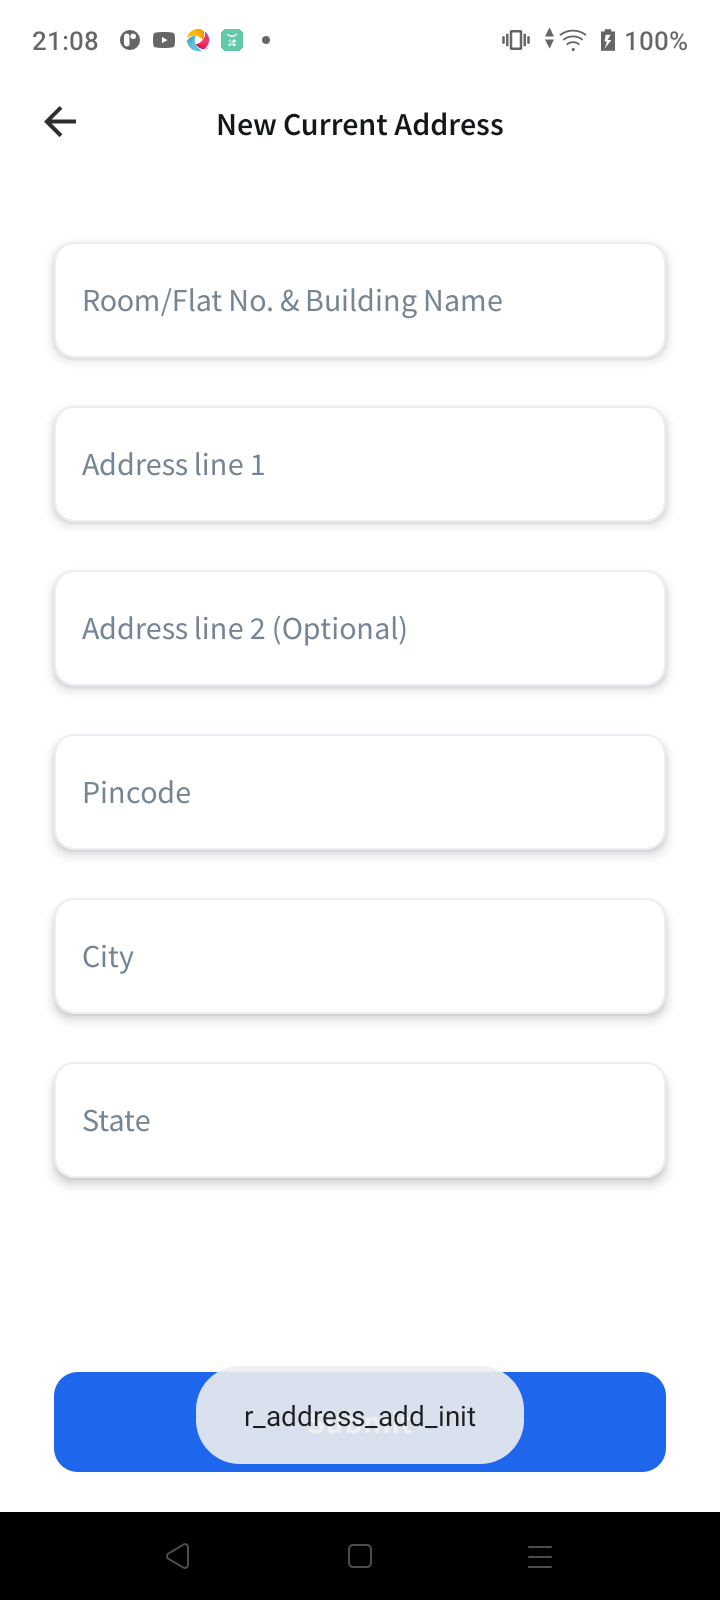 21:08
100%
New Current Address
Room/Flat No. & Building Name
Address line 1
Address line 2 (Optional)
Pincode
City
State
r_address_add_init